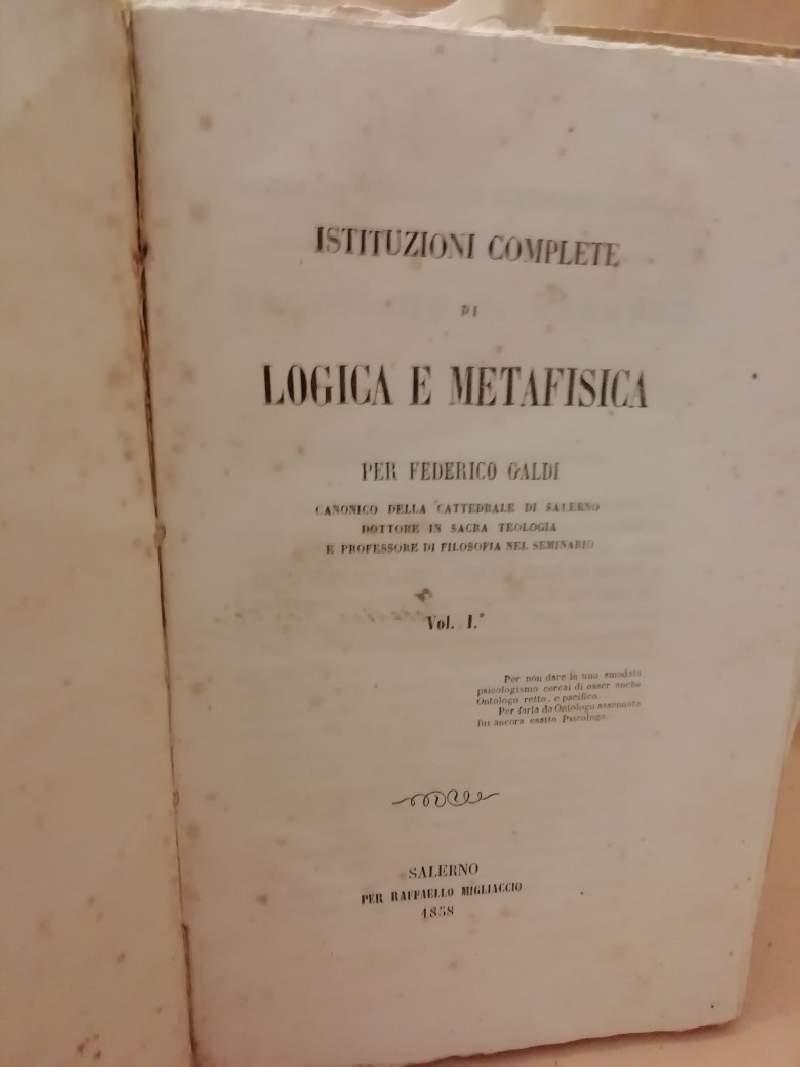 ISTITUZIONI COMPLETE
DI
LOGICA E METAFISICA
PER FEDERICO GALDI
CANONICO DELLA CATTEDRALE DI SALERNO
DOTTORE IN SACRA TEOLOGIA
E PROFESSORE DI FILOSOFIA NEL SEMINARIO
Vol. I.°
Per non dare in uno smodato
psicologismo cercai di esser anche
Ontologo retto, e pacifico.
Per darla da Ontologo assennato
fui ancora esatto Psicologo.
SALERNO
PER RAFFAELLO MIGLIACCIO
1858